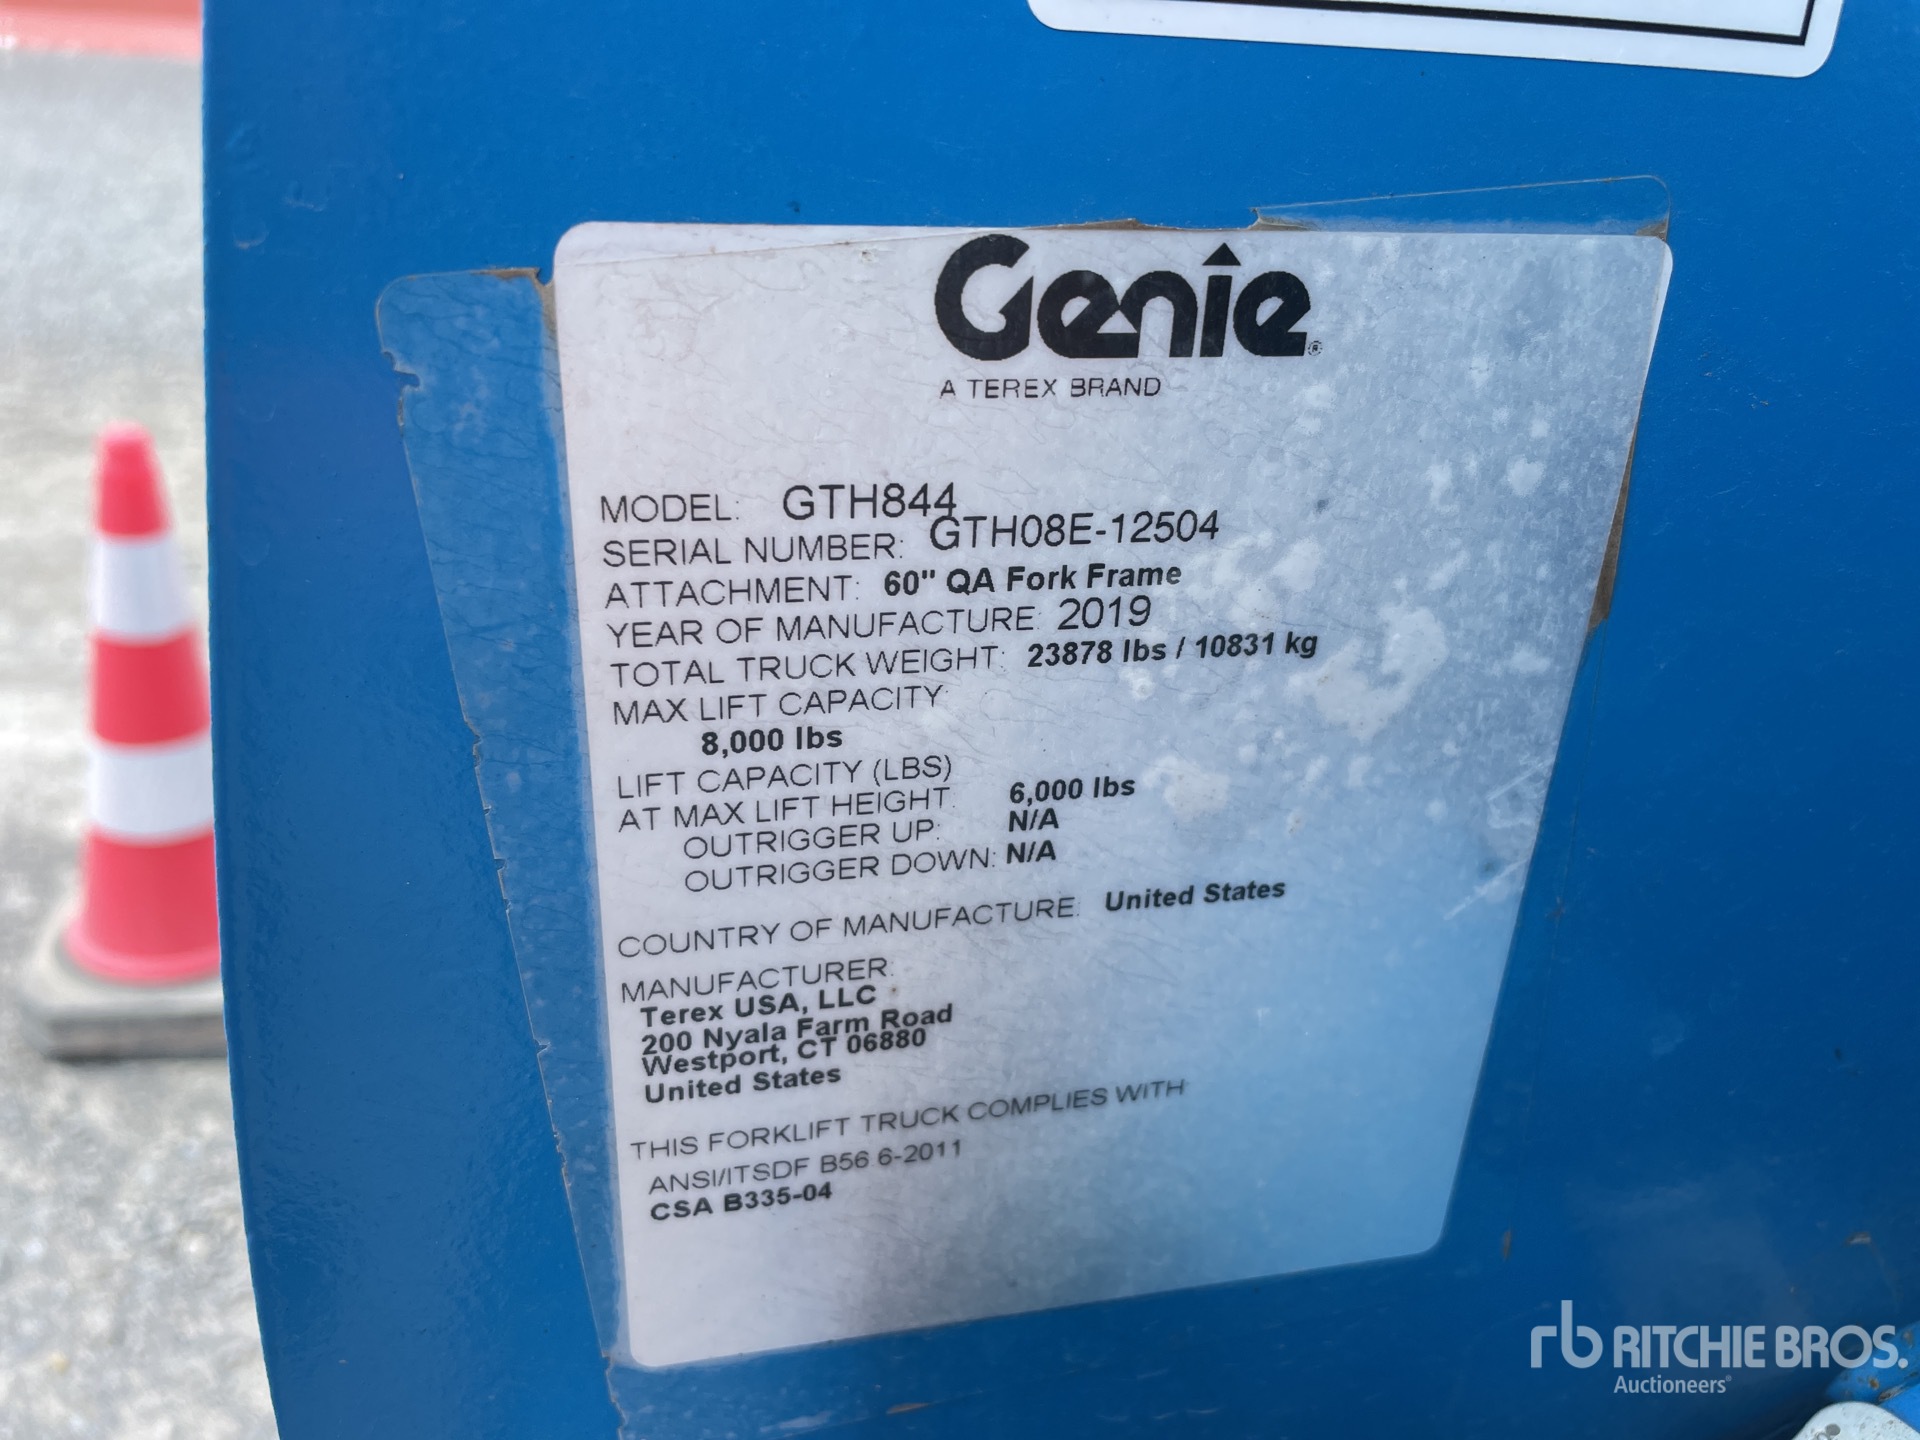 Genie®
A TEREX BRAND
MODEL: GTH844
SERIAL NUMBER: GTH08E-12504
ATTACHMENT: 60" QA Fork Frame
YEAR OF MANUFACTURE: 2019
TOTAL TRUCK WEIGHT: 23878 lbs / 10831 kg
MAX LIFT CAPACITY
8,000 lbs
LIFT CAPACITY (LBS)
AT MAX LIFT HEIGHT: 6,000 lbs
OUTRIGGER UP: N/A
OUTRIGGER DOWN: N/A
COUNTRY OF MANUFACTURE: United States
MANUFACTURER:
Terex USA, LLC
200 Nyala Farm Road
Westport, CT 06880
United States
THIS FORKLIFT TRUCK COMPLIES WITH
ANSI/ITSDF B56.6-2011
CSA B335-04
rb RITCHIE BROS.
Auctioneers®